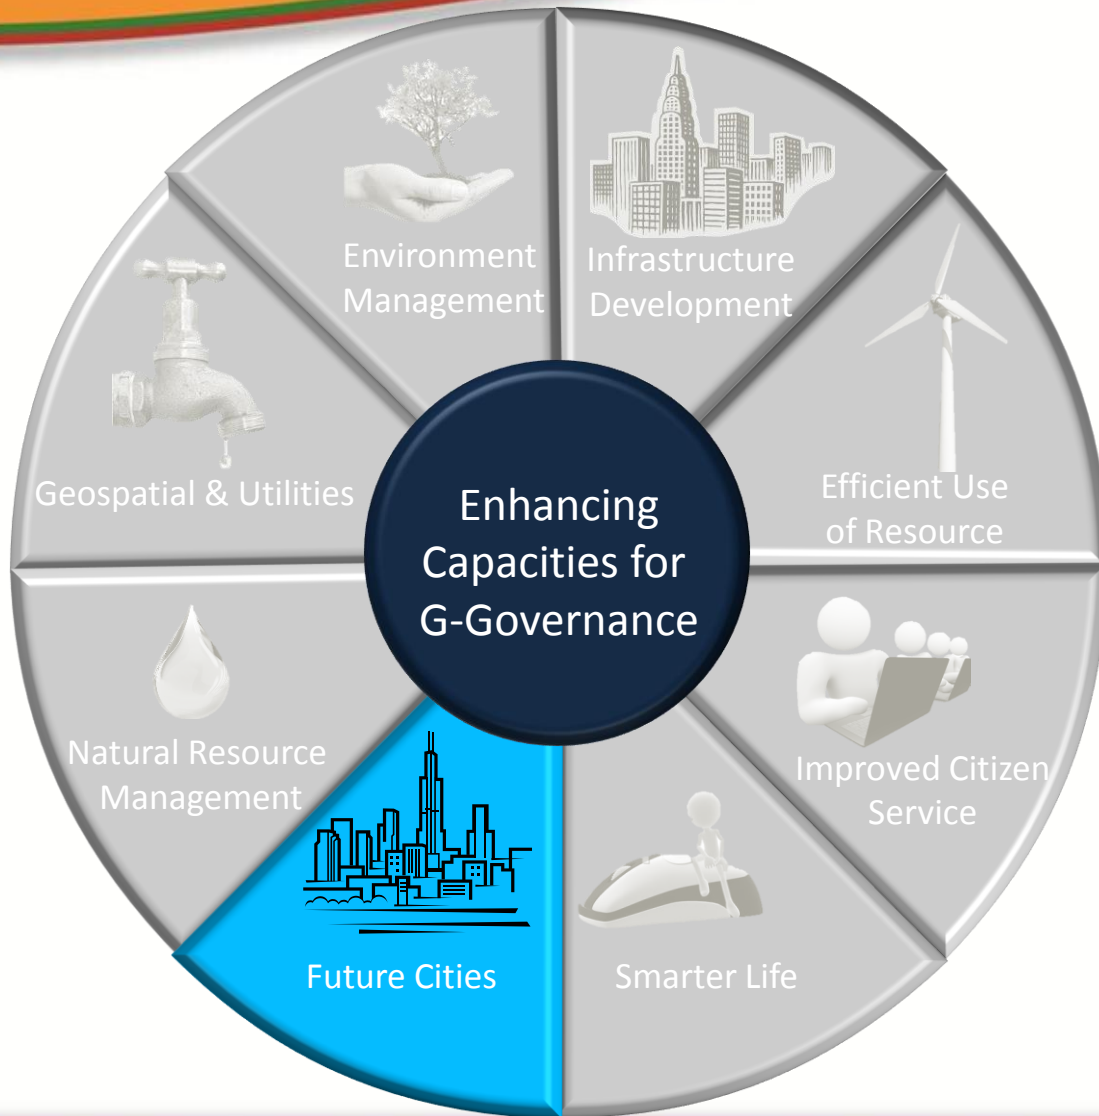 Environment
Management
Infrastructure
Development
Geospatial & Utilities
Efficient Use
of Resource
Enhancing
Capacities for
G-Governance
Natural Resource
Management
Improved Citizen
Service
Future Cities
Smarter Life